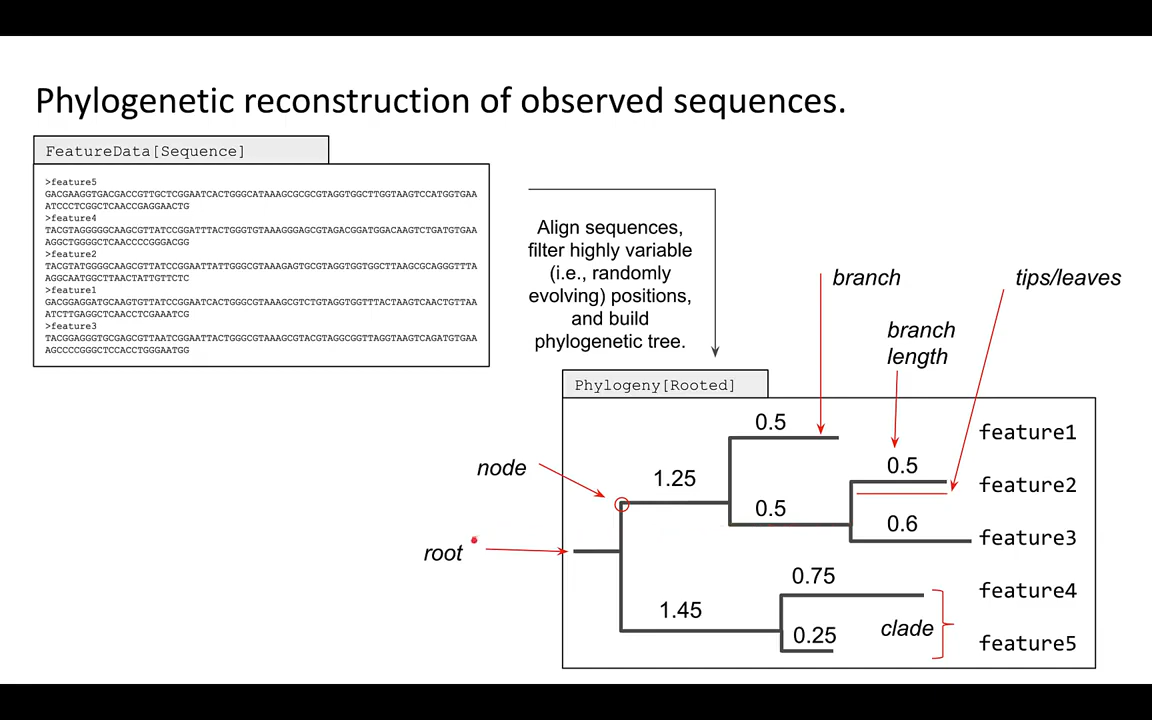 Phylogenetic reconstruction of observed sequences.
FeatureData[Sequence]
>feature5
GACGAAGGTGACGACCGTTGCTCGGAATCACTGGGCATAAAGCGCGCGTAGGTGGCTTGGTAAGTCCATGGTGAA
ATCCCTCGGCTCAACCGAGGAACTG
>feature4
TACGTAGGGGGCAAGCGTTATCCGGATTTACTGGGTGTAAAGGGAGCGTAGACGGATGGACAAGTCTGATGTGAA
AGGCTGGGGCTCAACCCCGGGACGG
>feature2
TACGTATGGGGCAAGCGTTATCCGGAATTATTGGGCGTAAAGAGTGCGTAGGTGGTGGCTTAAGCGCAGGGTTTA
AGGCAATGGCTTAACTATTGTTCTC
>feature1
GACGGAGGATGCAAGTGTTATCCGGAATCACTGGGCGTAAAGCGTCTGTAGGTGGTTTACTAAGTCAACTGTTAA
ATCTTGAGGCTCAACCTCGAAATCG
>feature3
TACGGAGGGTGCGAGCGTTAATCGGAATTACTGGGCGTAAAGCGTACGTAGGCGGTTAGGTAAGTCAGATGTGAA
AGCCCCGGGCTCCACCTGGGAATGG
Align sequences,
filter highly variable
(i.e., randomly
evolving) positions,
and build
phylogenetic tree.
branch
tips/leaves
branch
length
Phylogeny[Rooted]
0.5
feature1
node
1.25
0.5
feature2
0.5
0.6
feature3
root
0.75
feature4
1.45
0.25
clade
feature5